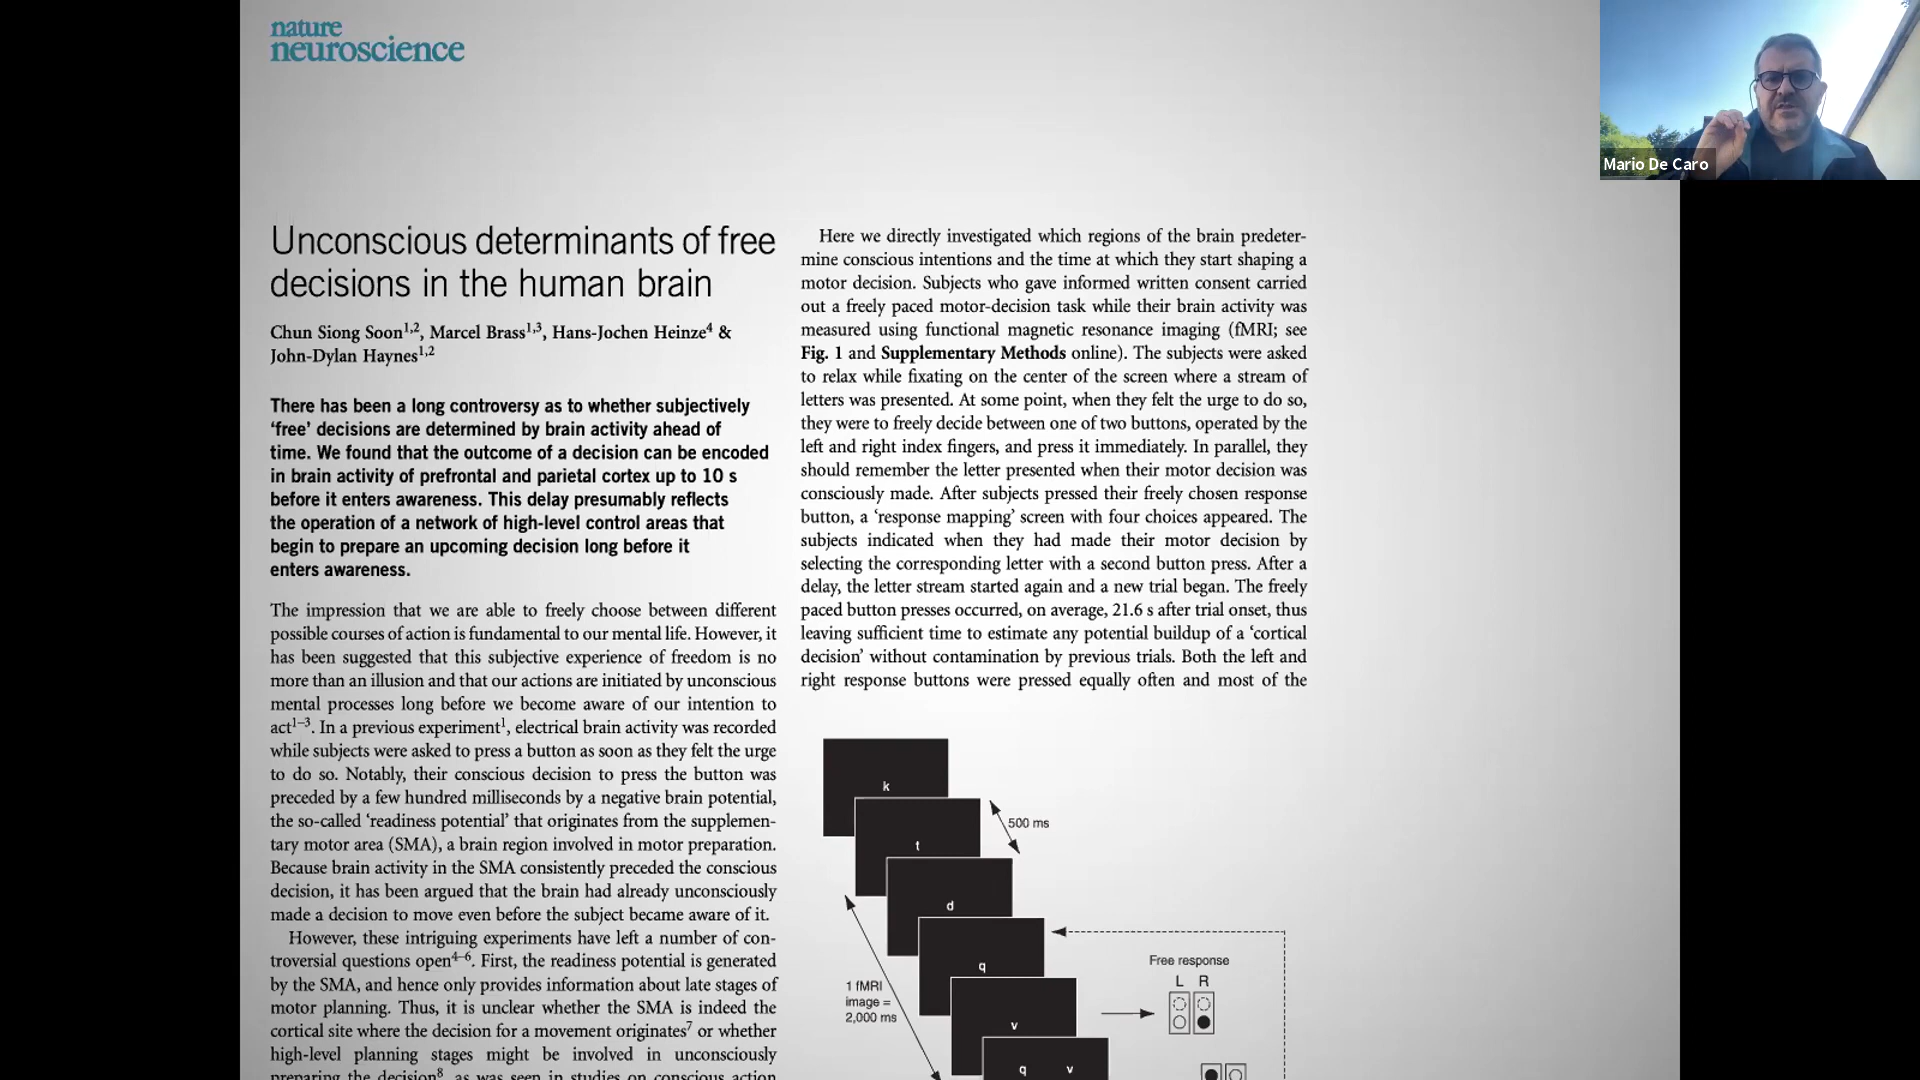 nature
neuroscience
Mario De Caro
Unconscious determinants of free
decisions in the human brain
Chun Siong Soon1,2, Marcel Brass1,3, Hans-Jochen Heinze4 &
John-Dylan Haynes1,2
There has been a long controversy as to whether subjectively
‘free’ decisions are determined by brain activity ahead of
time. We found that the outcome of a decision can be encoded
in brain activity of prefrontal and parietal cortex up to 10 s
before it enters awareness. This delay presumably reflects
the operation of a network of high-level control areas that
begin to prepare an upcoming decision long before it
enters awareness.
The impression that we are able to freely choose between different
possible courses of action is fundamental to our mental life. However, it
has been suggested that this subjective experience of freedom is no
more than an illusion and that our actions are initiated by unconscious
mental processes long before we become aware of our intention to
act1–3. In a previous experiment1, electrical brain activity was recorded
while subjects were asked to press a button as soon as they felt the urge
to do so. Notably, their conscious decision to press the button was
preceded by a few hundred milliseconds by a negative brain potential,
the so-called ‘readiness potential’ that originates from the supplemen-
tary motor area (SMA), a brain region involved in motor preparation.
Because brain activity in the SMA consistently preceded the conscious
decision, it has been argued that the brain had already unconsciously
made a decision to move even before the subject became aware of it.
However, these intriguing experiments have left a number of con-
troversial questions open4–6. First, the readiness potential is generated
by the SMA, and hence only provides information about late stages of
motor planning. Thus, it is unclear whether the SMA is indeed the
cortical site where the decision for a movement originates7 or whether
high-level planning stages might be involved in unconsciously
preparing the decision8, as was seen in studies on conscious action
Here we directly investigated which regions of the brain predeter-
mine conscious intentions and the time at which they start shaping a
motor decision. Subjects who gave informed written consent carried
out a freely paced motor-decision task while their brain activity was
measured using functional magnetic resonance imaging (fMRI; see
Fig. 1 and Supplementary Methods online). The subjects were asked
to relax while fixating on the center of the screen where a stream of
letters was presented. At some point, when they felt the urge to do so,
they were to freely decide between one of two buttons, operated by the
left and right index fingers, and press it immediately. In parallel, they
should remember the letter presented when their motor decision was
consciously made. After subjects pressed their freely chosen response
button, a ‘response mapping’ screen with four choices appeared. The
subjects indicated when they had made their motor decision by
selecting the corresponding letter with a second button press. After a
delay, the letter stream started again and a new trial began. The freely
paced button presses occurred, on average, 21.6 s after trial onset, thus
leaving sufficient time to estimate any potential buildup of a ‘cortical
decision’ without contamination by previous trials. Both the left and
right response buttons were pressed equally often and most of the
k
500 ms
t
d
q
Free response
L R
1 fMRI
image =
2,000 ms
v
q v